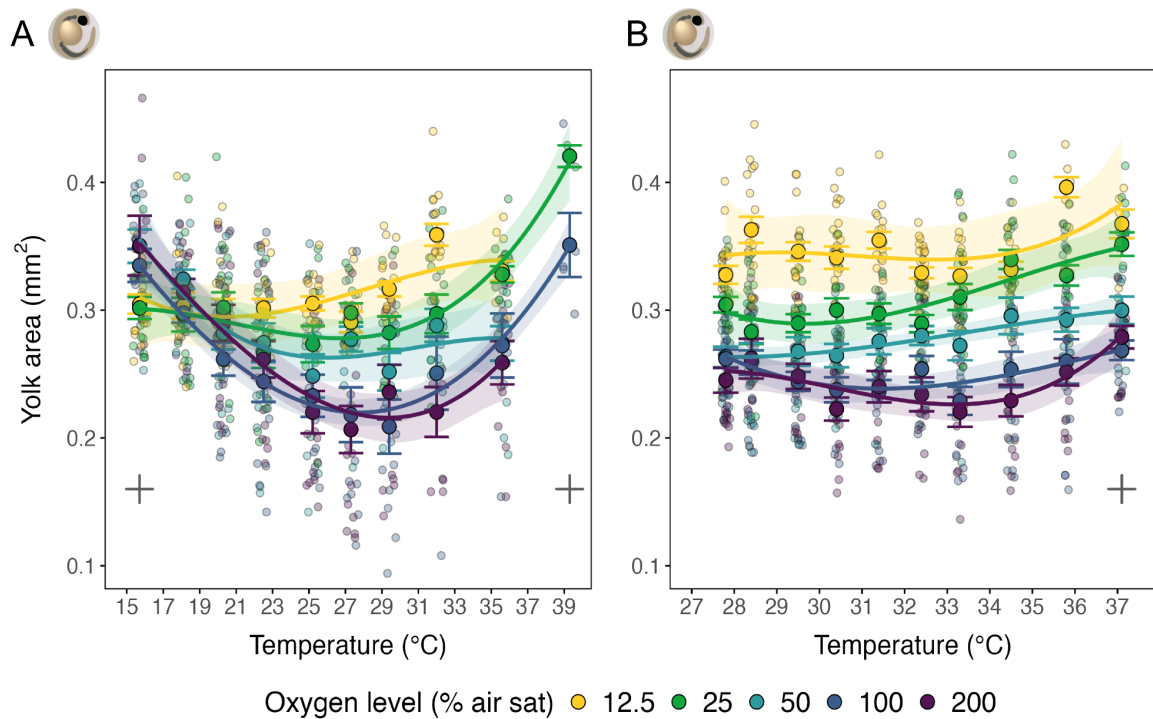 A
B
Yolk area (mm²)
0.4
0.3
0.2
0.1
15 17 19 21 23 25 27 29 31 33 35 37 39
27 28 29 30 31 32 33 34 35 36 37
0.4
0.3
0.2
0.1
Temperature (°C)
Temperature (°C)
Oxygen level (% air sat) 12.5 25 50 100 200